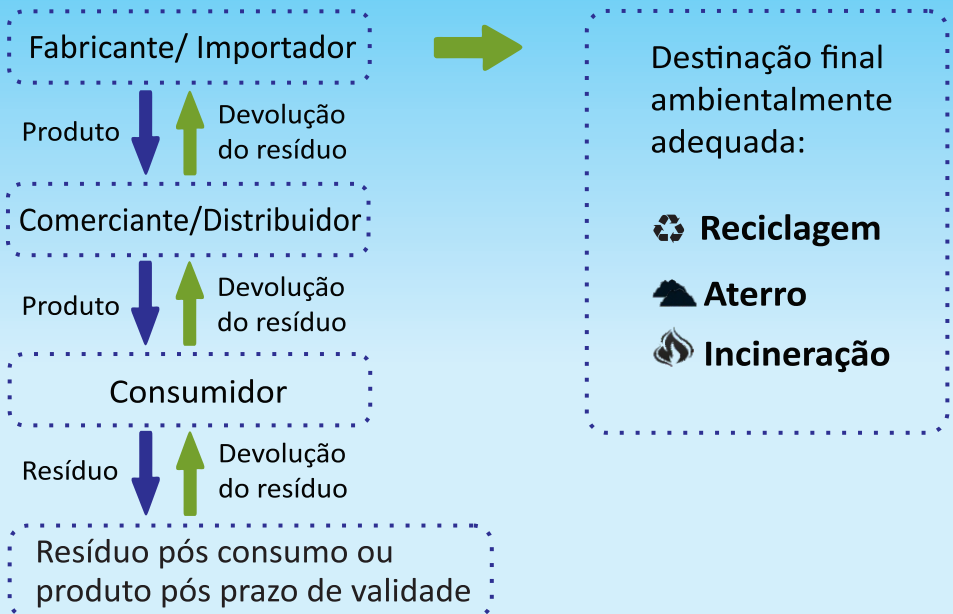 Fabricante/ Importador
Produto
Devolução
do resíduo
Comerciante/Distribuidor
Produto
Devolução
do resíduo
Consumidor
Resíduo
Devolução
do resíduo
Resíduo pós consumo ou
produto pós prazo de validade
Destinação final
ambientalmente
adequada:
Reciclagem
Aterro
Incineração